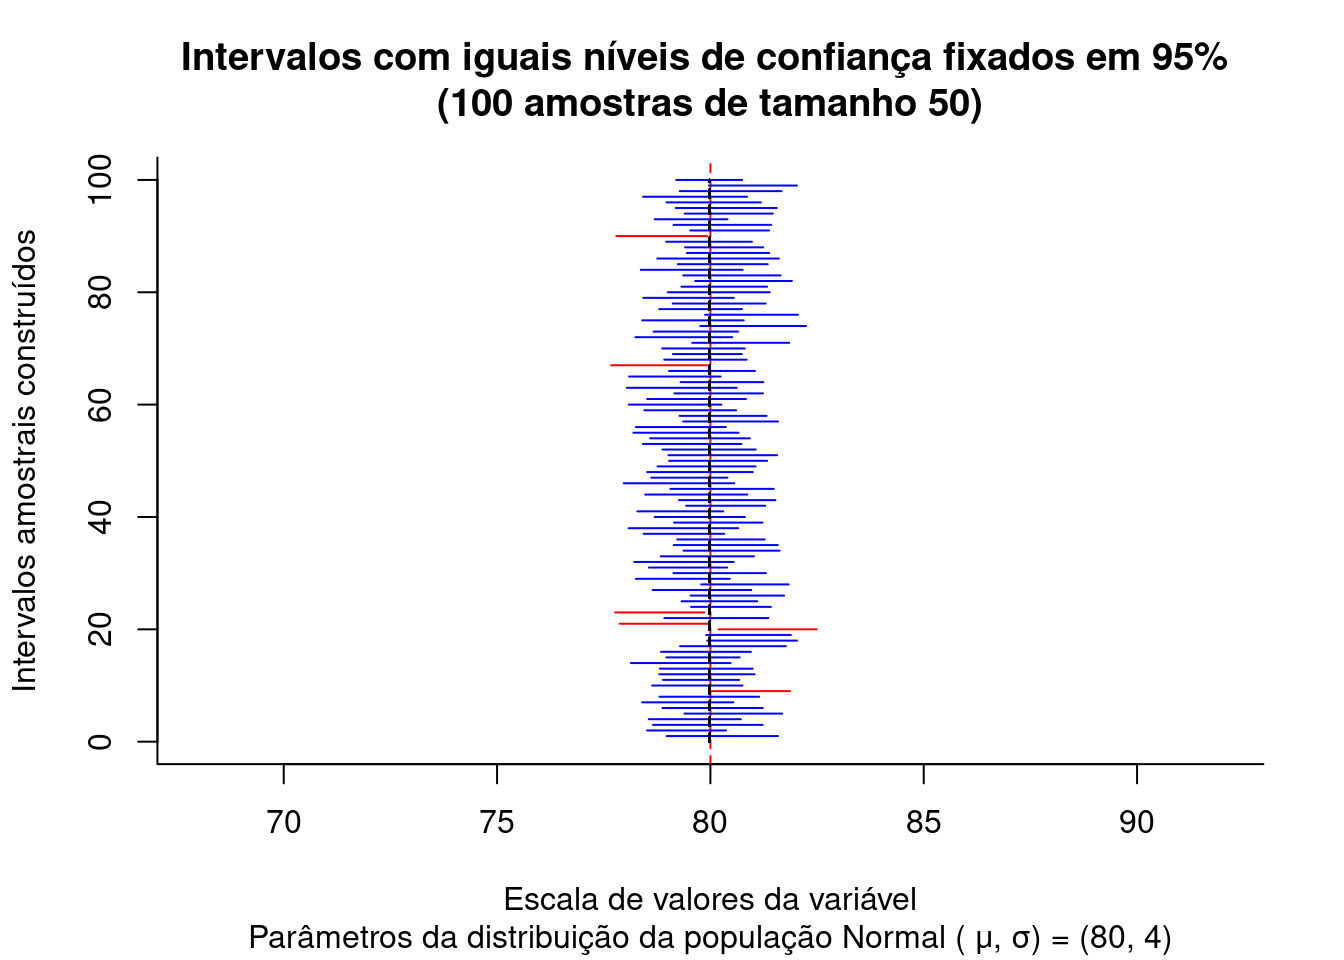 Intervalos com iguais níveis de confiança fixados em 95%
(100 amostras de tamanho 50)
Intervalos amostrais construídos
100
80
60
40
20
0
70 75 80 85 90
Escala de valores da variável
Parâmetros da distribuição da população Normal ( μ, σ) = (80, 4)